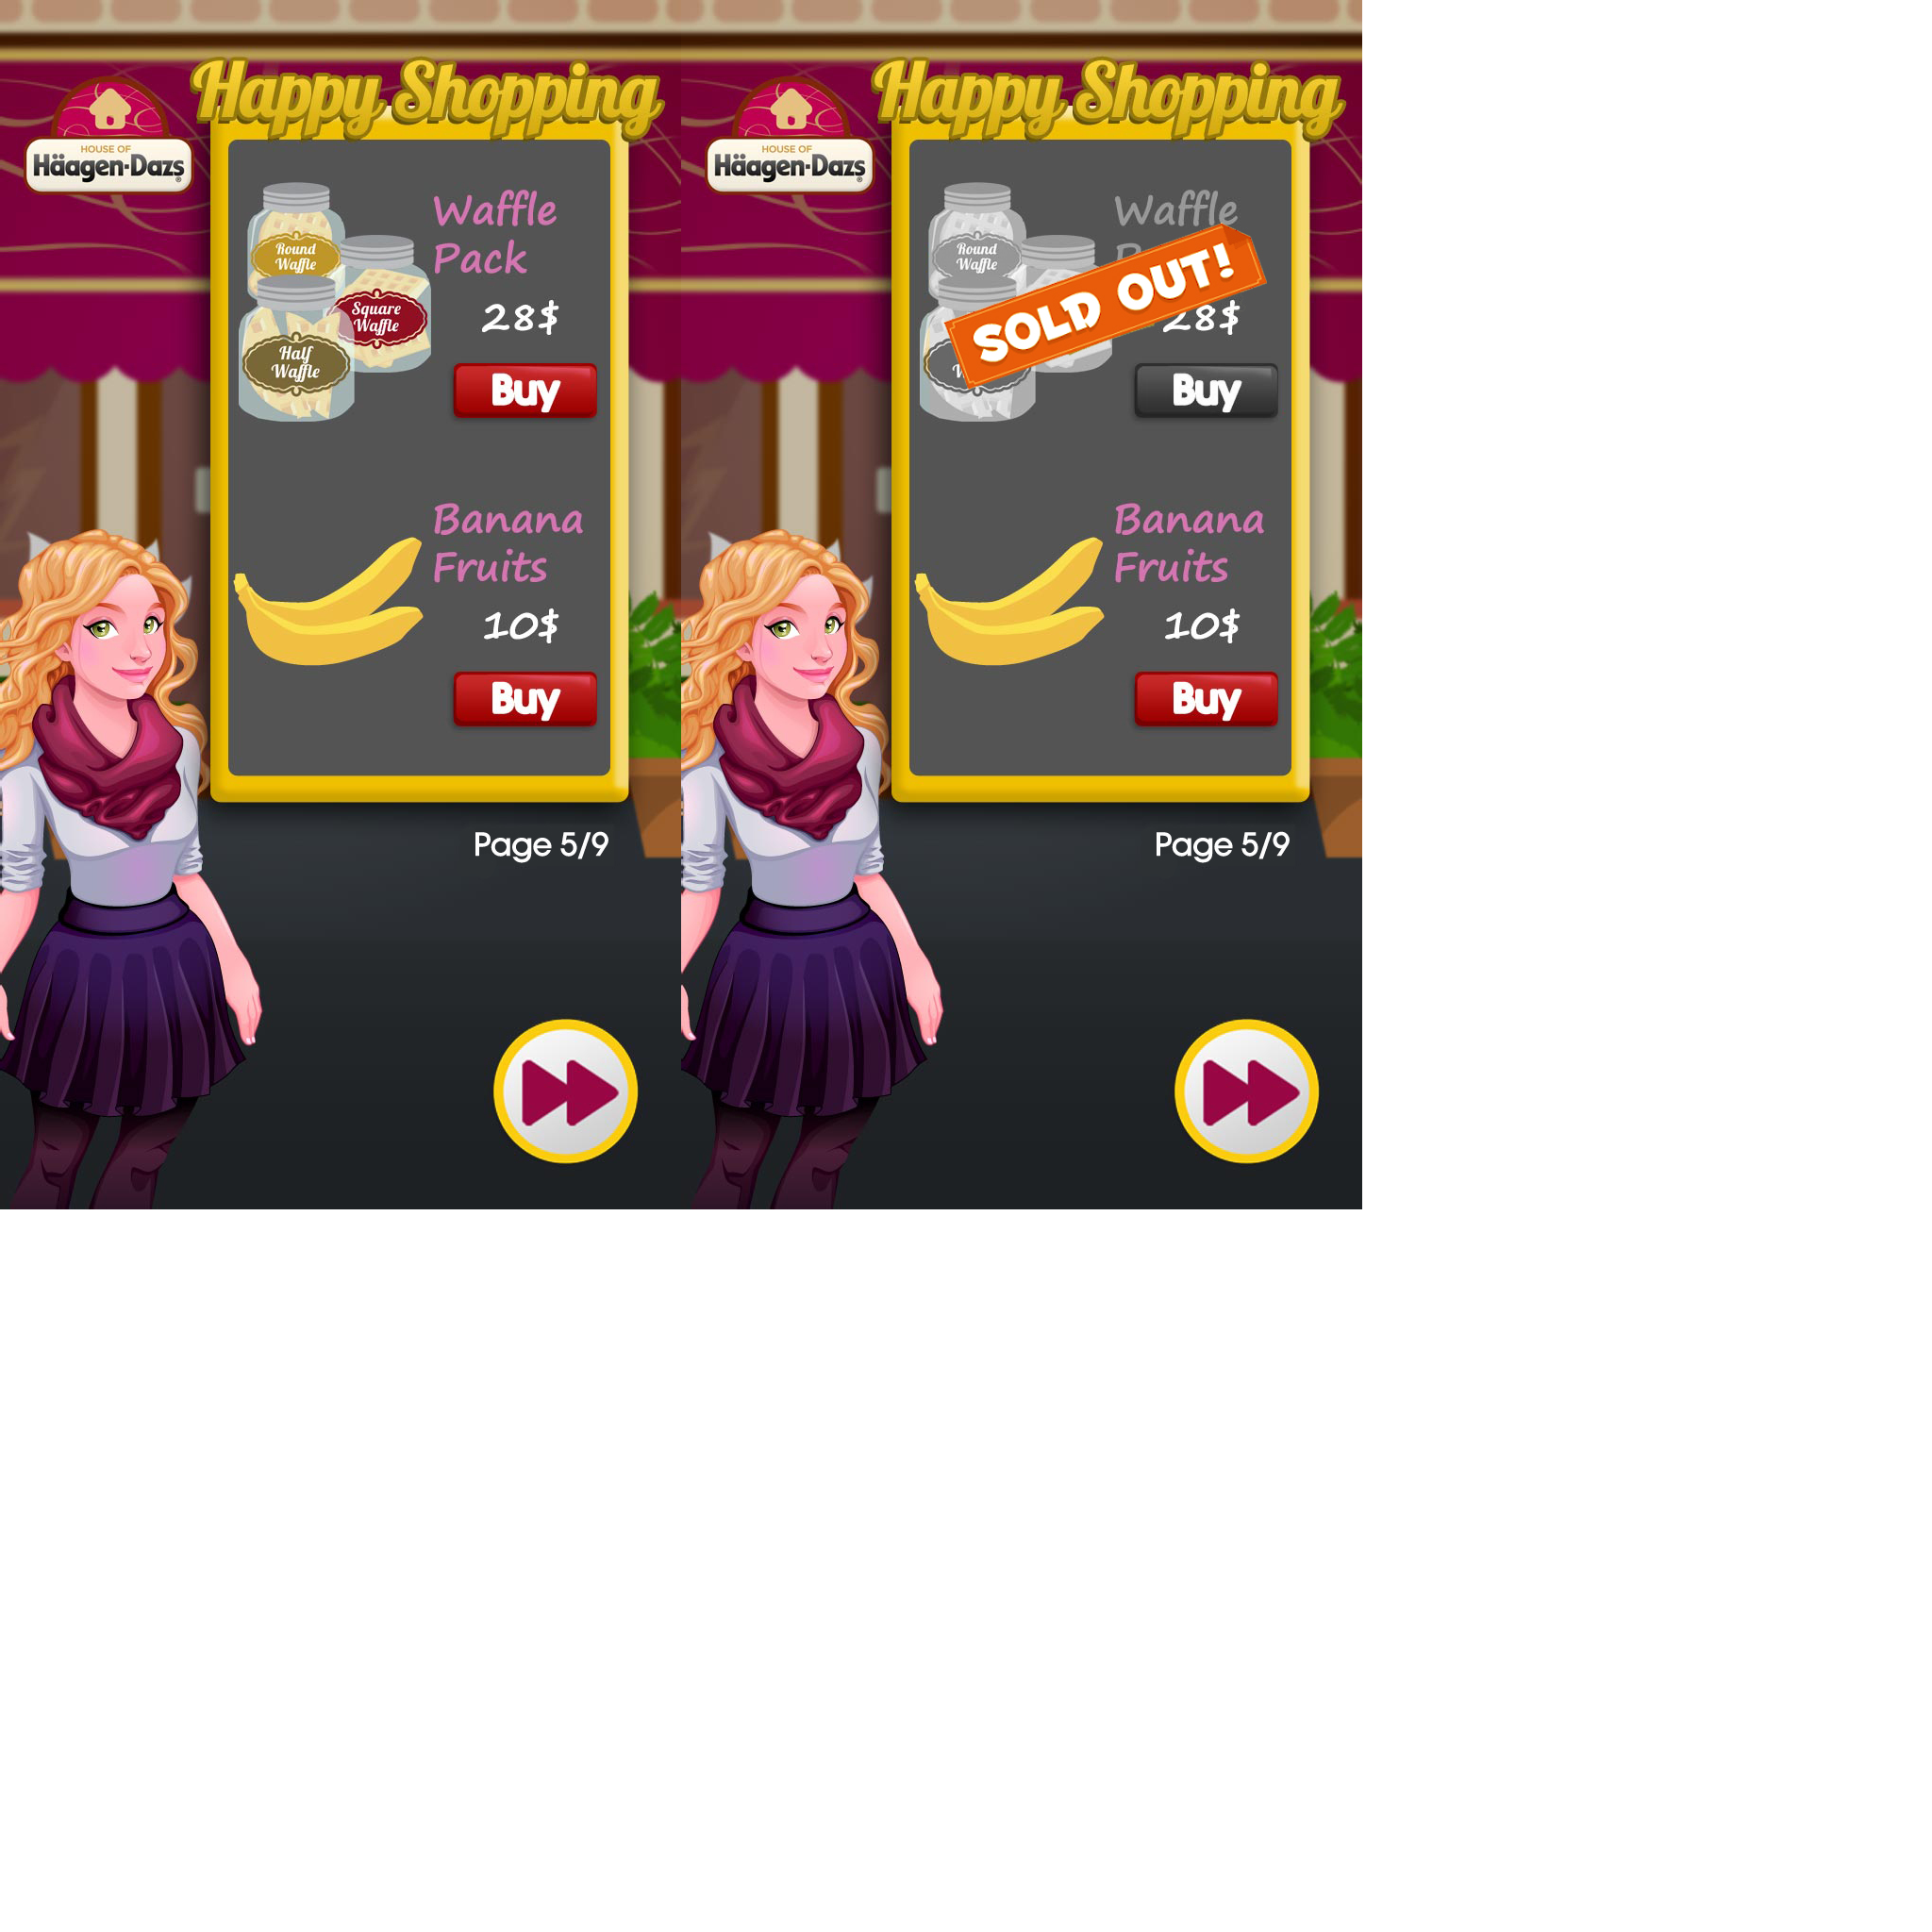 Happy Shopping
HOUSE OF
Häagen-Dazs
Waffle
Pack
Round
Waffle
Square
Waffle
Half
Waffle
28$
Buy
Banana
Fruits
10$
Buy
Page 5/9
Happy Shopping
HOUSE OF
Häagen-Dazs
Waffle
Round
Waffle
SOLD OUT!
28$
Buy
Banana
Fruits
10$
Buy
Page 5/9